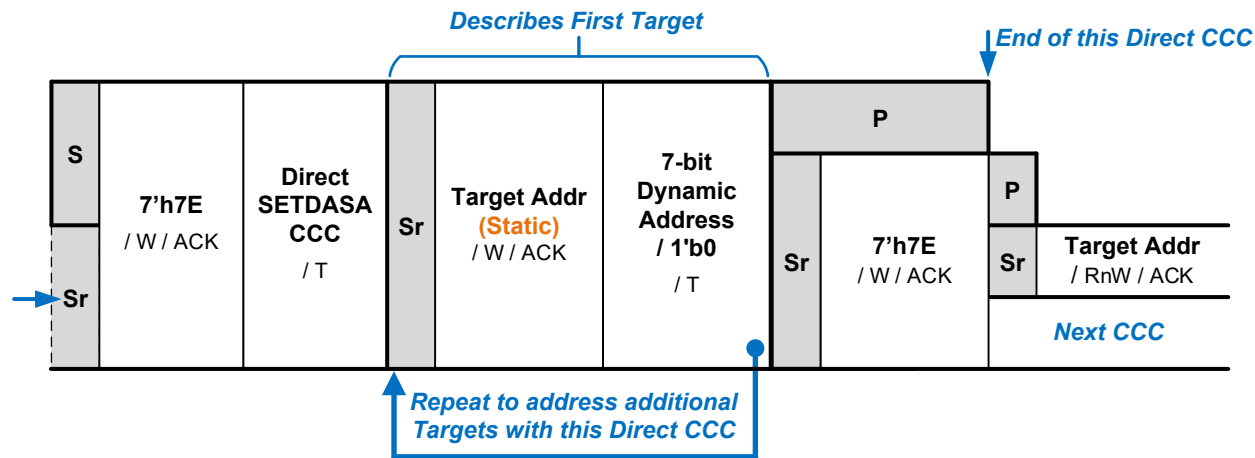 Describes First Target
End of this Direct CCC
S
Sr
7’h7E
/ W / ACK
Direct
SETDASA
CCC
/ T
Sr
Target Addr
(Static)
/ W / ACK
7-bit
Dynamic
Address
/ 1'b0
/ T
P
Sr
7’h7E
/ W / ACK
P
Sr
Target Addr
/ RnW / ACK
Next CCC
Repeat to address additional
Targets with this Direct CCC